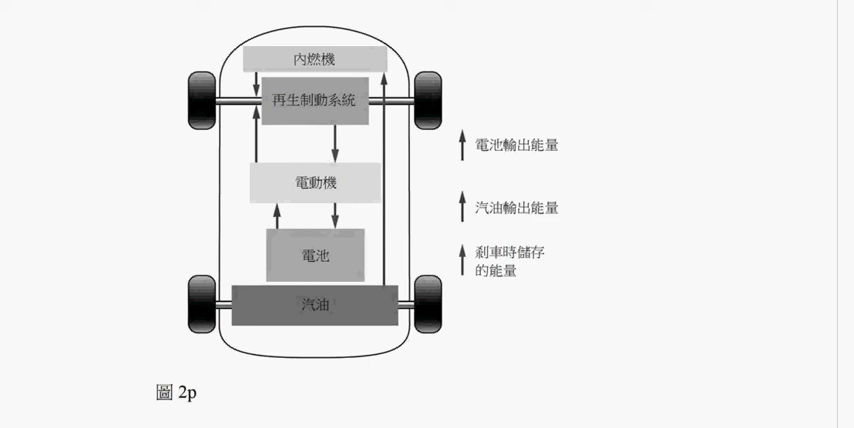 內燃機
再生制動系統
電動機
電池
汽油
電池輸出能量
汽油輸出能量
剎車時儲存
的能量
圖 2p